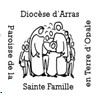 Diocèse d'Arras
Paroisse de la
Sainte Famille
en Terre d'Opale